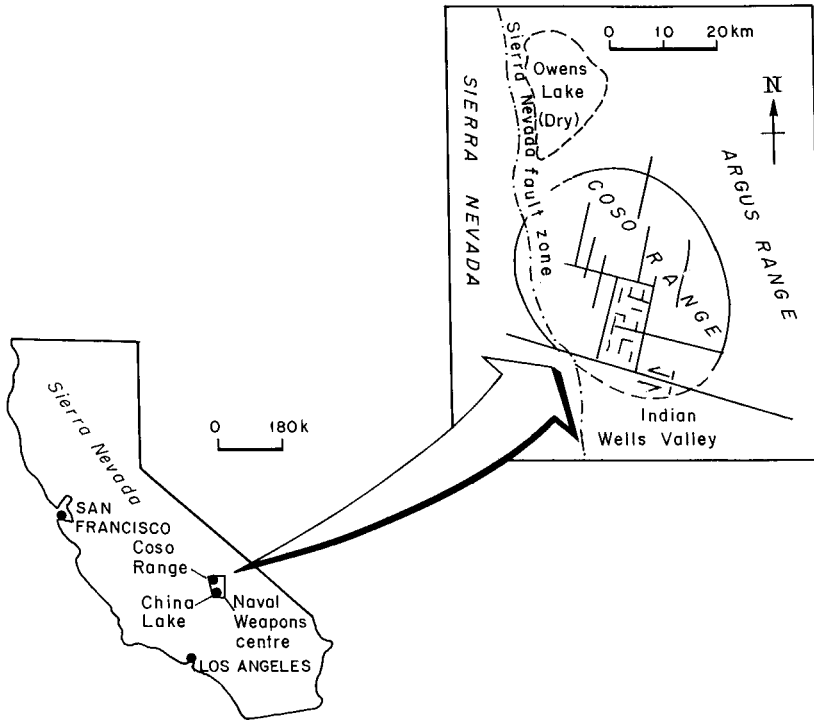 0 10 20km
Sierra Nevada fault zone
Owens
Lake
(Dry)
N
SIERRA NEVADA
COSO RANGE
ARGUS RANGE
Indian
Wells Valley
Sierra Nevada
0 180k
SAN
FRANCISCO
Coso
Range
China
Lake
Naval
Weapons
centre
LOS ANGELES